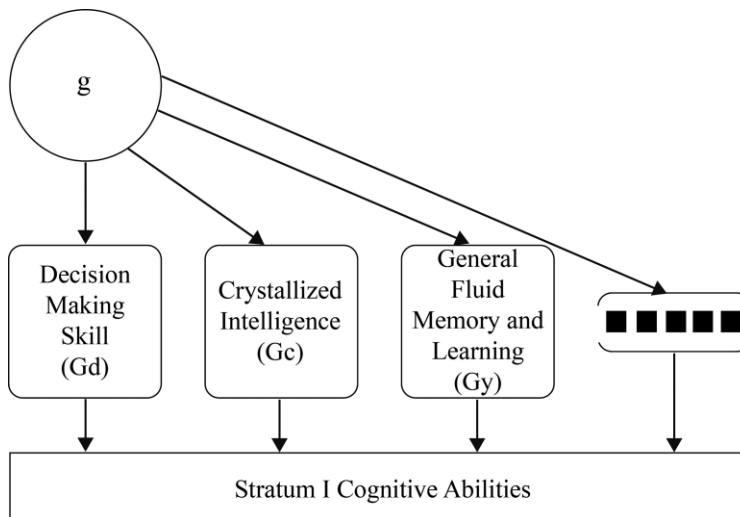 g
Decision
Making
Skill
(Gd)
Crystallized
Intelligence
(Gc)
General
Fluid
Memory and
Learning
(Gy)
Stratum I Cognitive Abilities